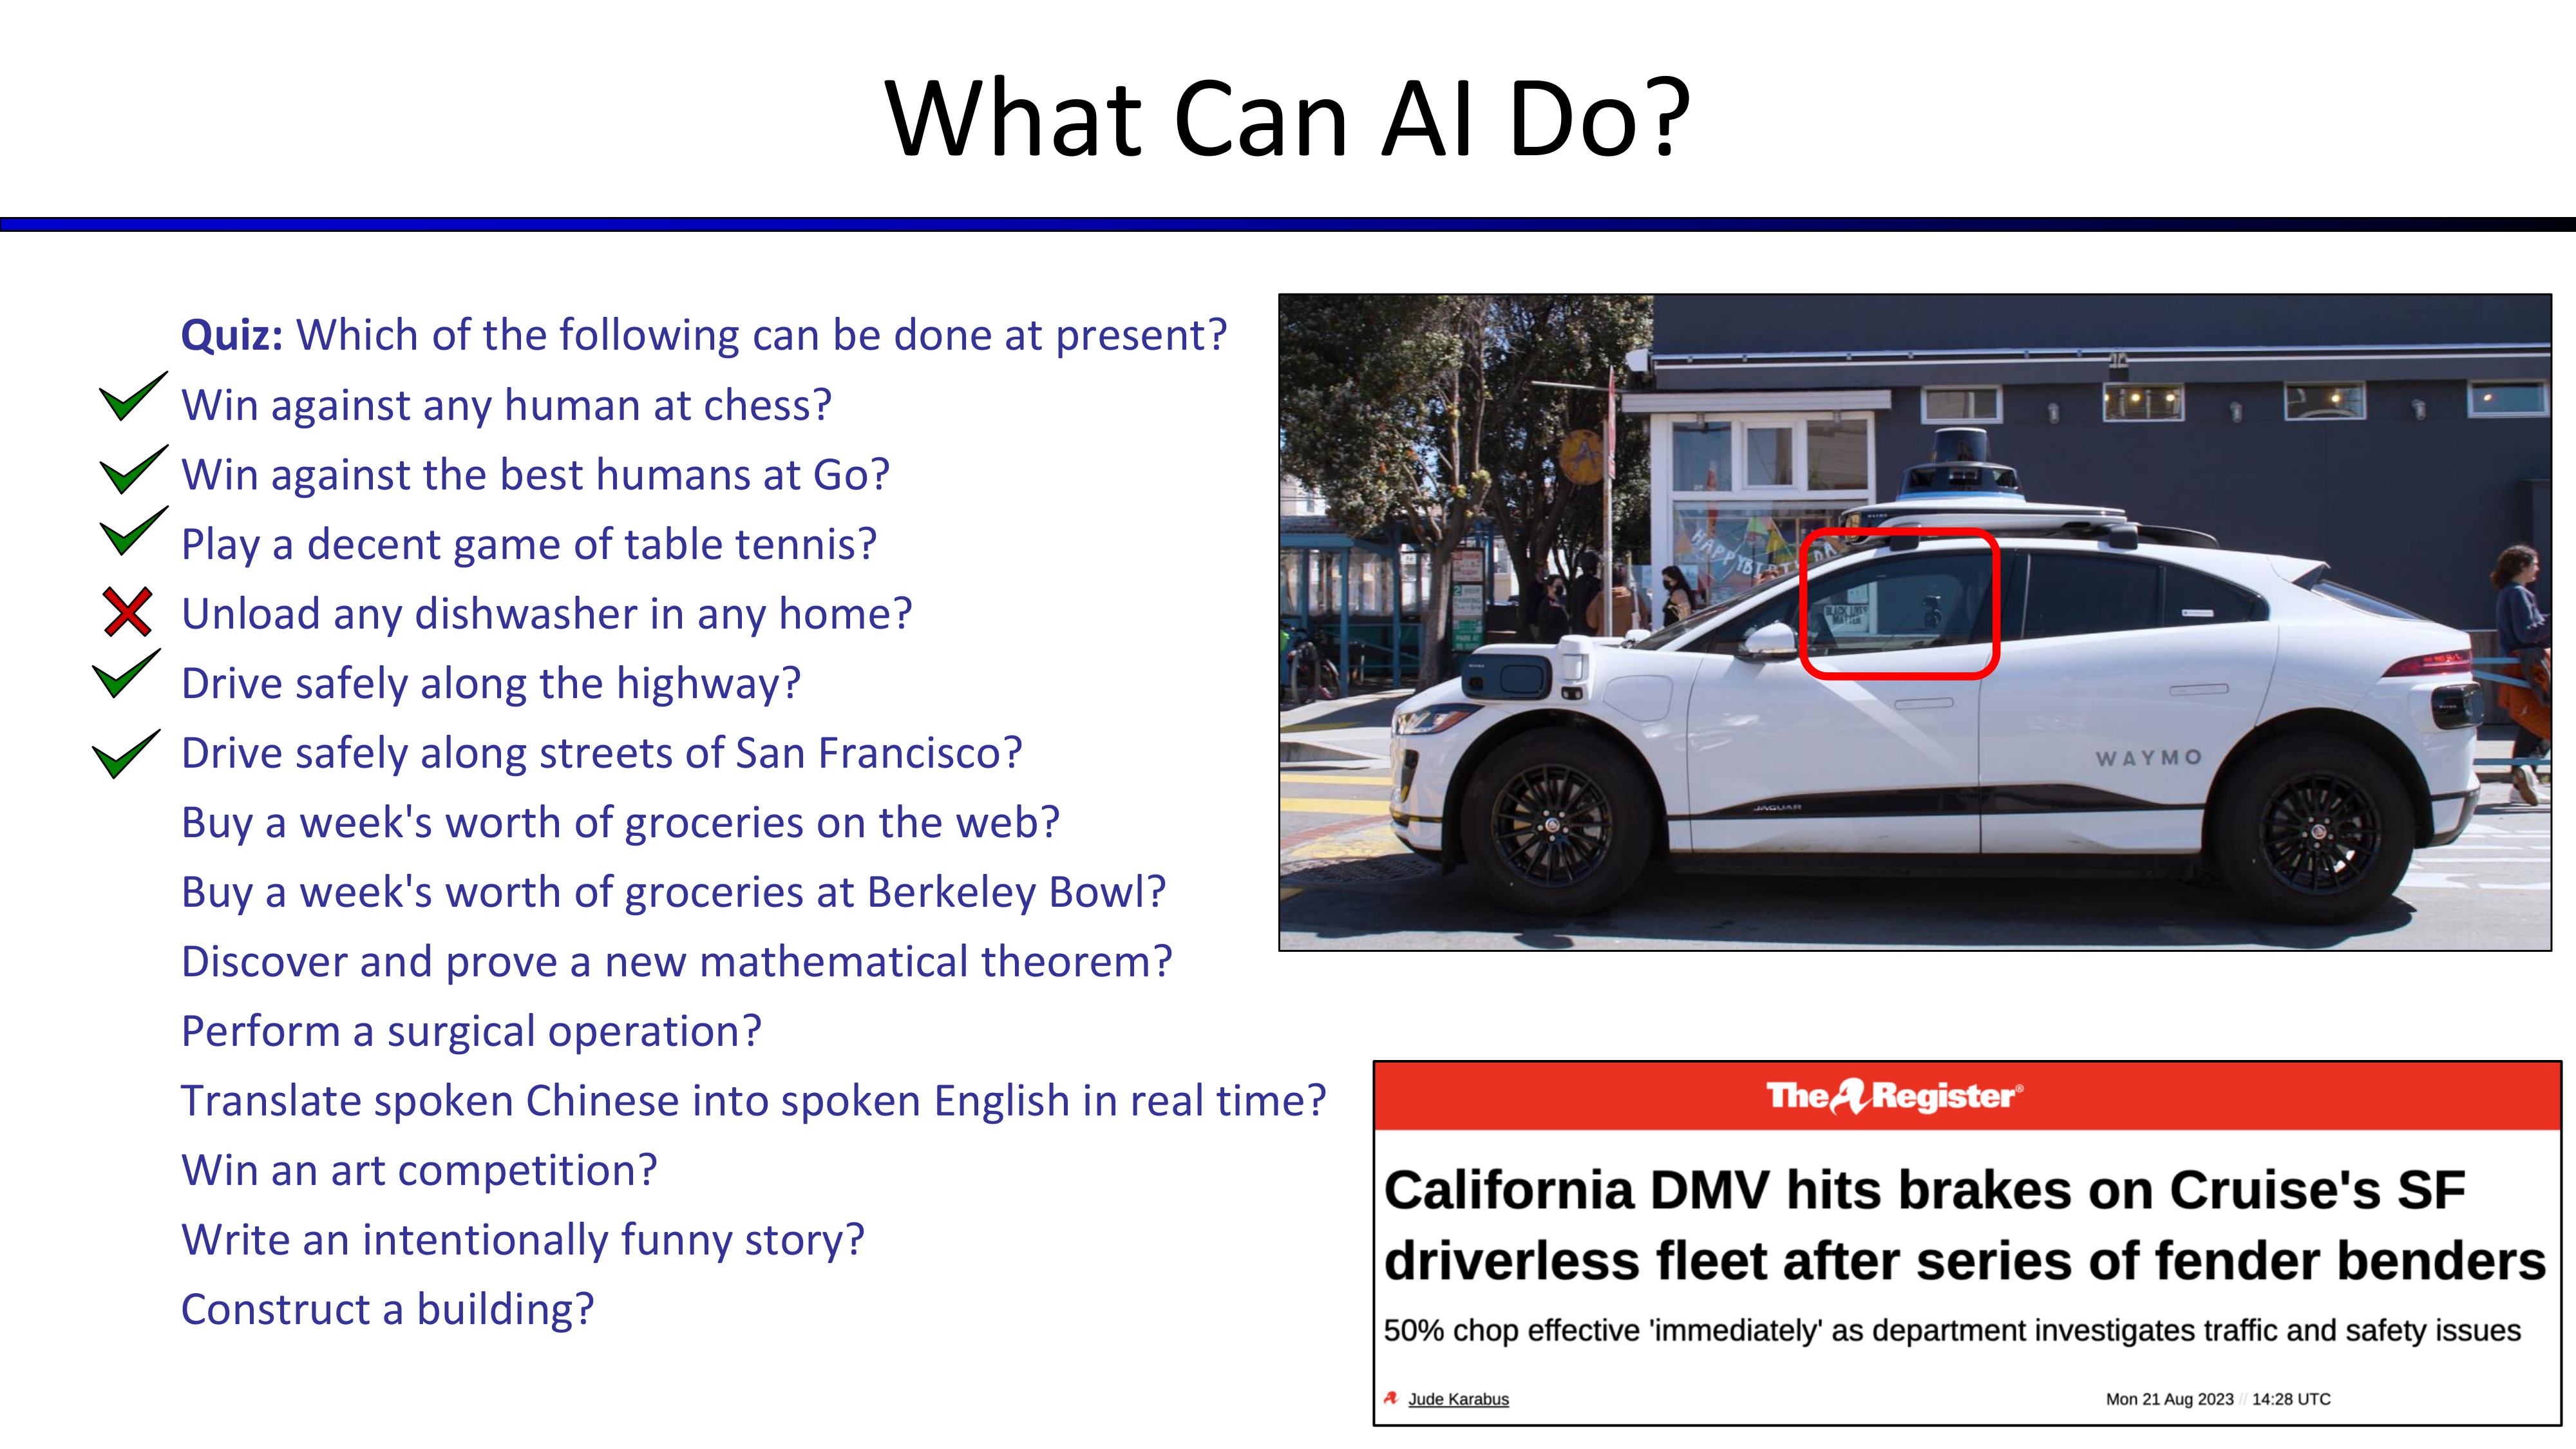 What Can AI Do?
Quiz: Which of the following can be done at present?
Win against any human at chess?
Win against the best humans at Go?
Play a decent game of table tennis?
Unload any dishwasher in any home?
Drive safely along the highway?
Drive safely along streets of San Francisco?
Buy a week's worth of groceries on the web?
Buy a week's worth of groceries at Berkeley Bowl?
Discover and prove a new mathematical theorem?
Perform a surgical operation?
Translate spoken Chinese into spoken English in real time?
Win an art competition?
Write an intentionally funny story?
Construct a building?
HAPPY BIRT DA
BLACK LIVES
MATTER
WAYMO
JAGUAR
The Register®
California DMV hits brakes on Cruise's SF
driverless fleet after series of fender benders
50% chop effective 'immediately' as department investigates traffic and safety issues
Jude Karabus
Mon 21 Aug 2023 // 14:28 UTC